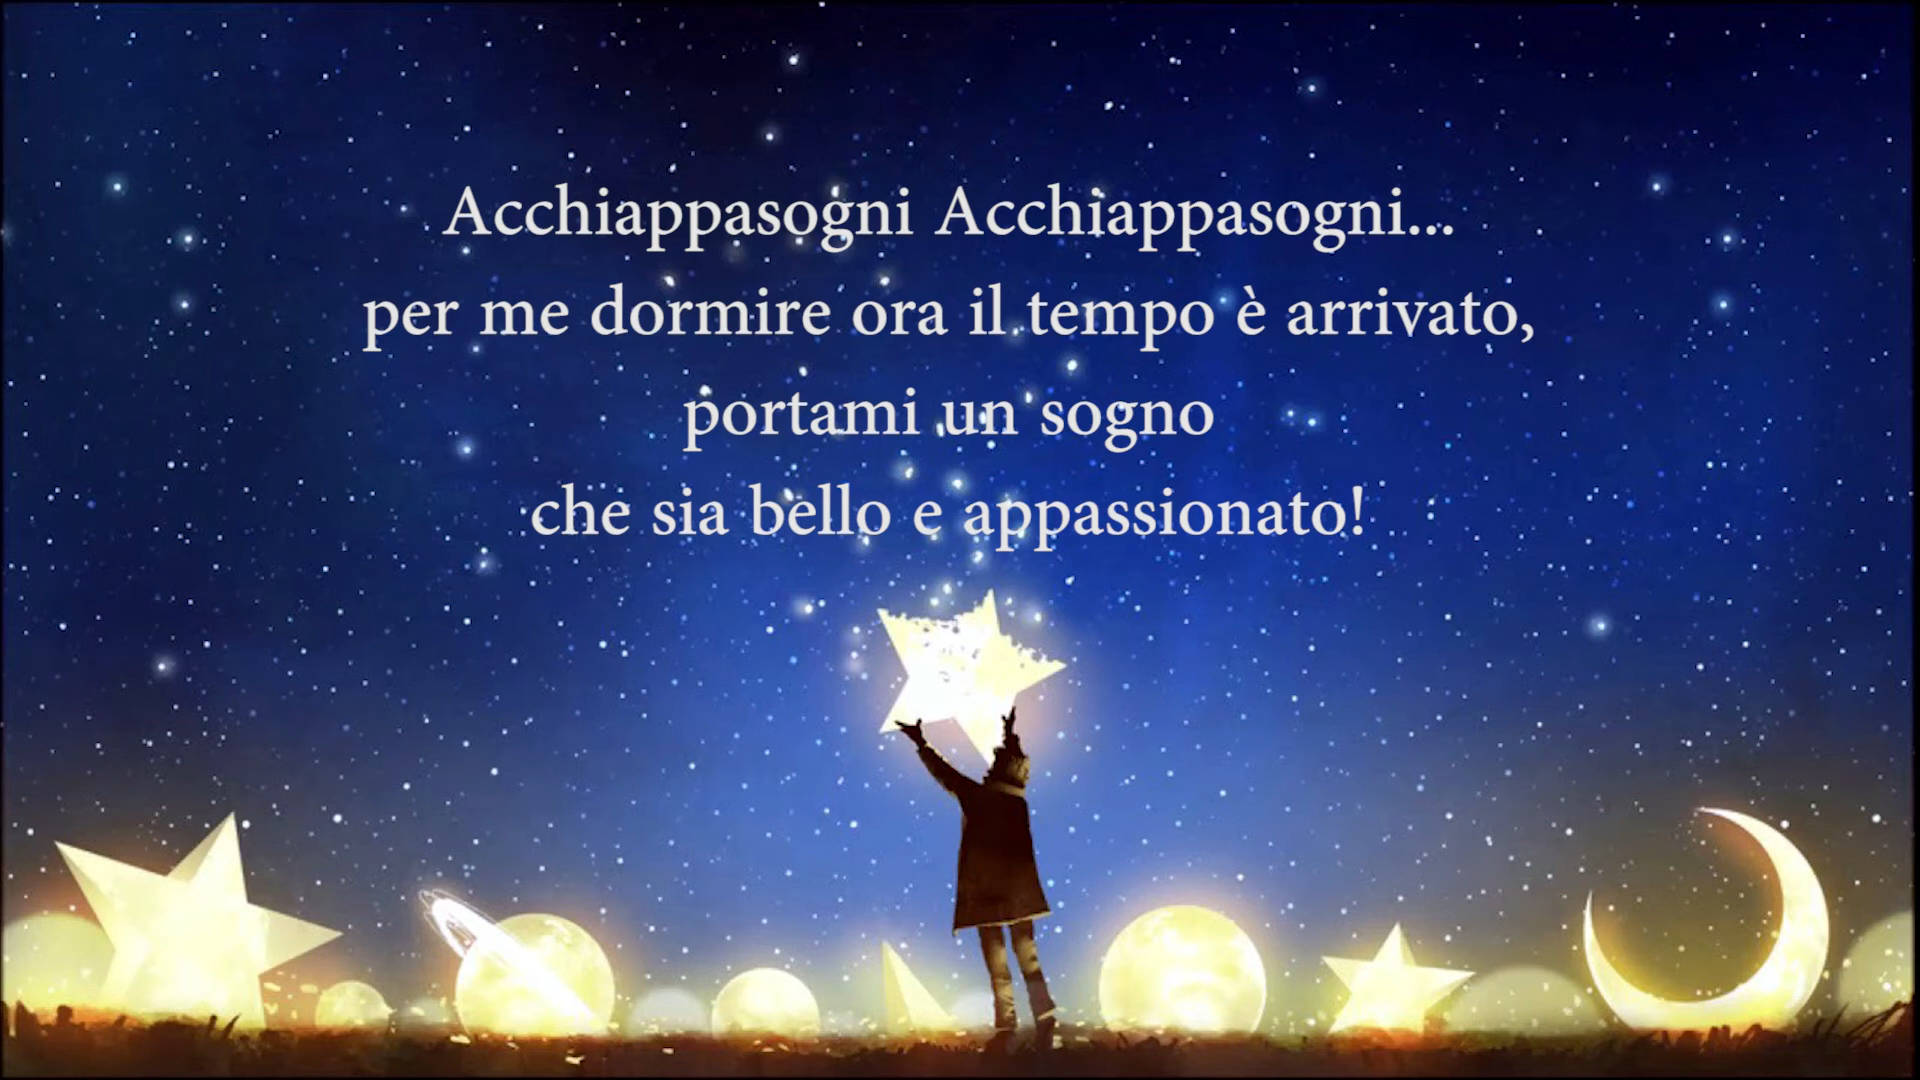 Acchiappasogni Acchiappasogni...
per me dormire ora il tempo è arrivato,
portami un sogno
che sia bello e appassionato!